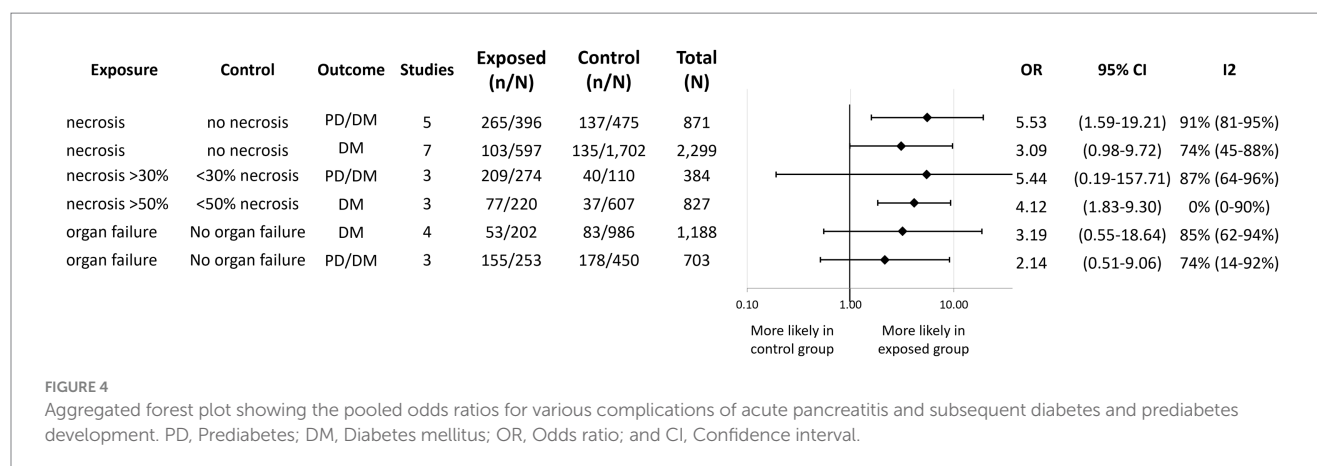 Exposure Control Outcome Studies Exposed (n/N) Control (n/N) Total (N) OR 95% CI I2
necrosis no necrosis PD/DM 5 265/396 137/475 871 5.53 (1.59-19.21) 91% (81-95%)
necrosis no necrosis DM 7 103/597 135/1,702 2,299 3.09 (0.98-9.72) 74% (45-88%)
necrosis >30% <30% necrosis PD/DM 3 209/274 40/110 384 5.44 (0.19-157.71) 87% (64-96%)
necrosis >50% <50% necrosis DM 3 77/220 37/607 827 4.12 (1.83-9.30) 0% (0-90%)
organ failure No organ failure DM 4 53/202 83/986 1,188 3.19 (0.55-18.64) 85% (62-94%)
organ failure No organ failure PD/DM 3 155/253 178/450 703 2.14 (0.51-9.06) 74% (14-92%)
0.10 1.00 10.00
More likely in control group
More likely in exposed group
FIGURE 4
Aggregated forest plot showing the pooled odds ratios for various complications of acute pancreatitis and subsequent diabetes and prediabetes
development. PD, Prediabetes; DM, Diabetes mellitus; OR, Odds ratio; and CI, Confidence interval.